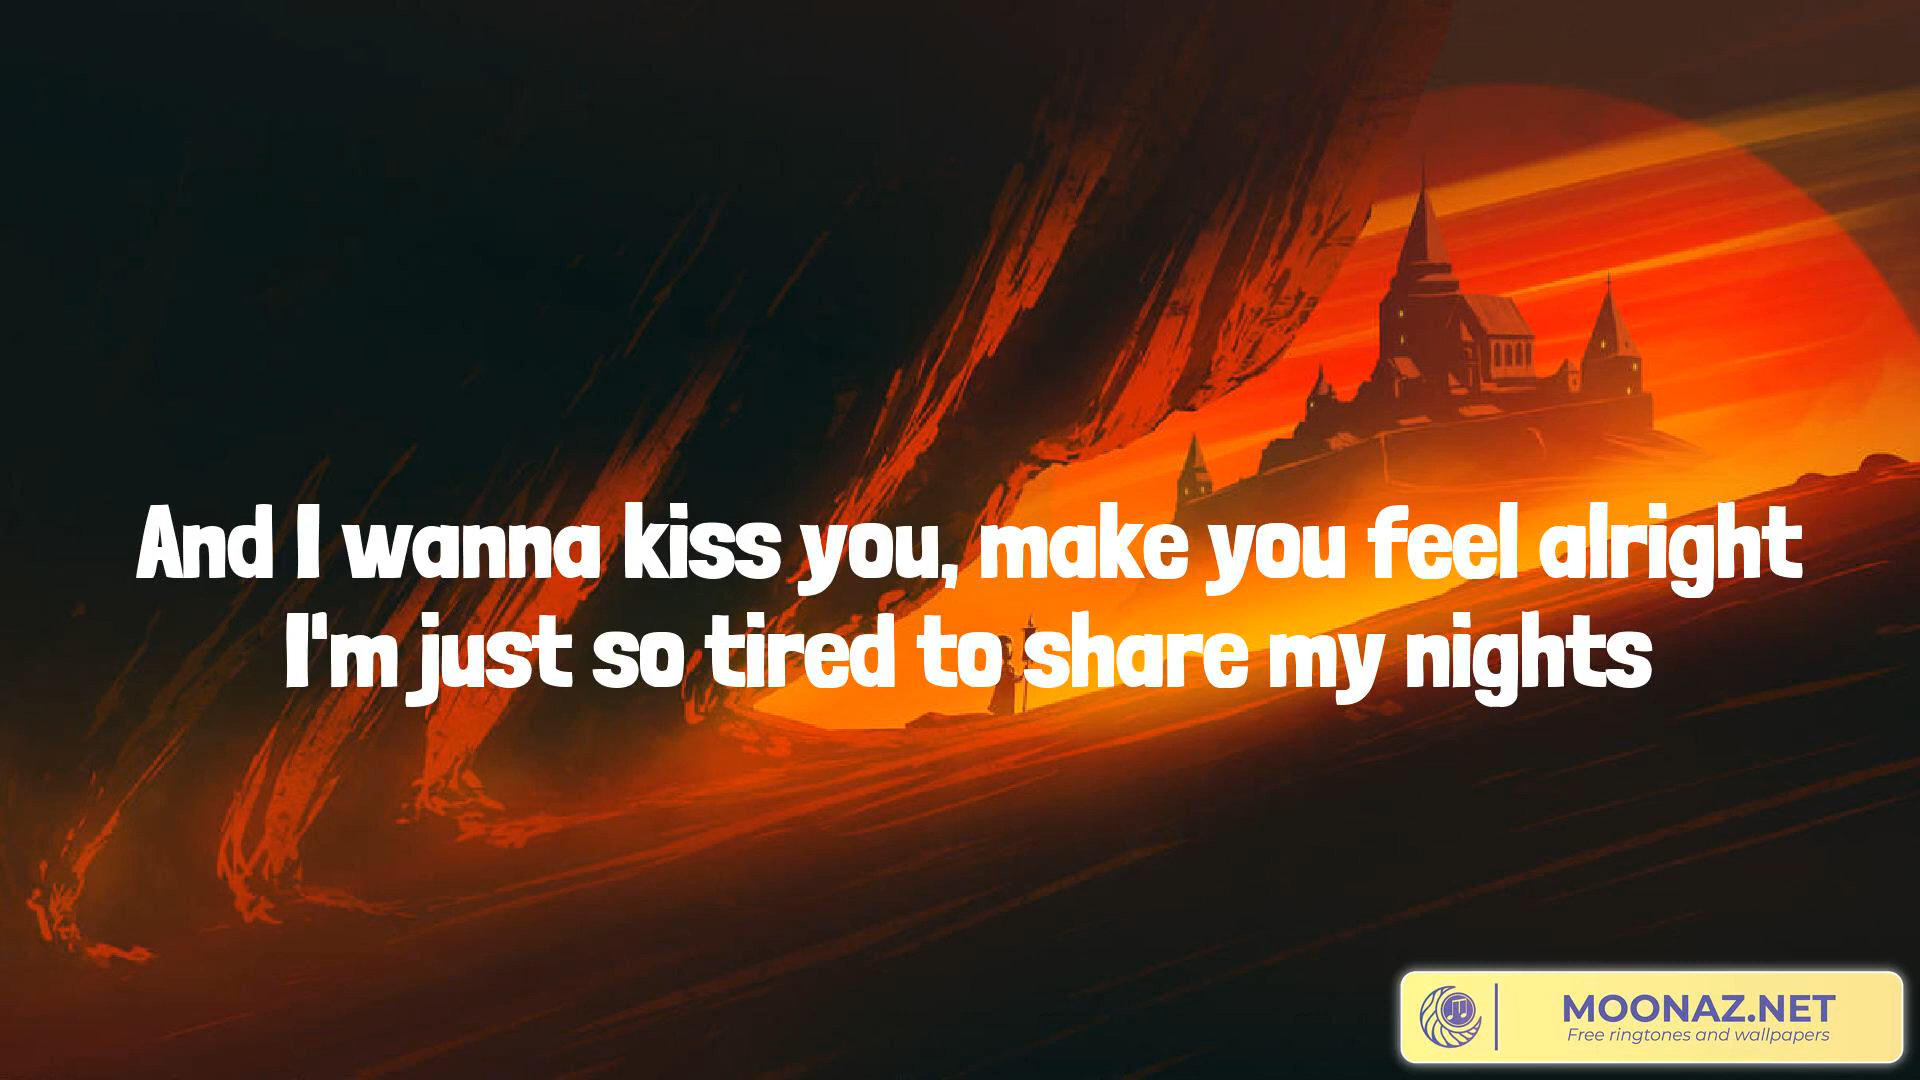 And I wanna kiss you, make you feel alright
I'm just so tired to share my nights
MOONAZ.NET
Free ringtones and wallpapers